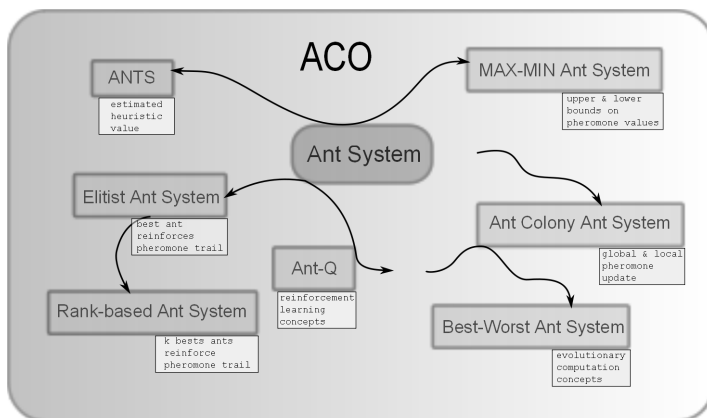 ACO
ANTS
estimated
heuristic
value
MAX-MIN Ant System
upper & lower
bounds on
pheromone values
Ant System
Elitist Ant System
best ant
reinforces
pheromone trail
Ant Colony Ant System
global & local
pheromone
update
Ant-Q
reinforcement
learning
concepts
Rank-based Ant System
k bests ants
reinforce
pheromone trail
Best-Worst Ant System
evolutionary
computation
concepts